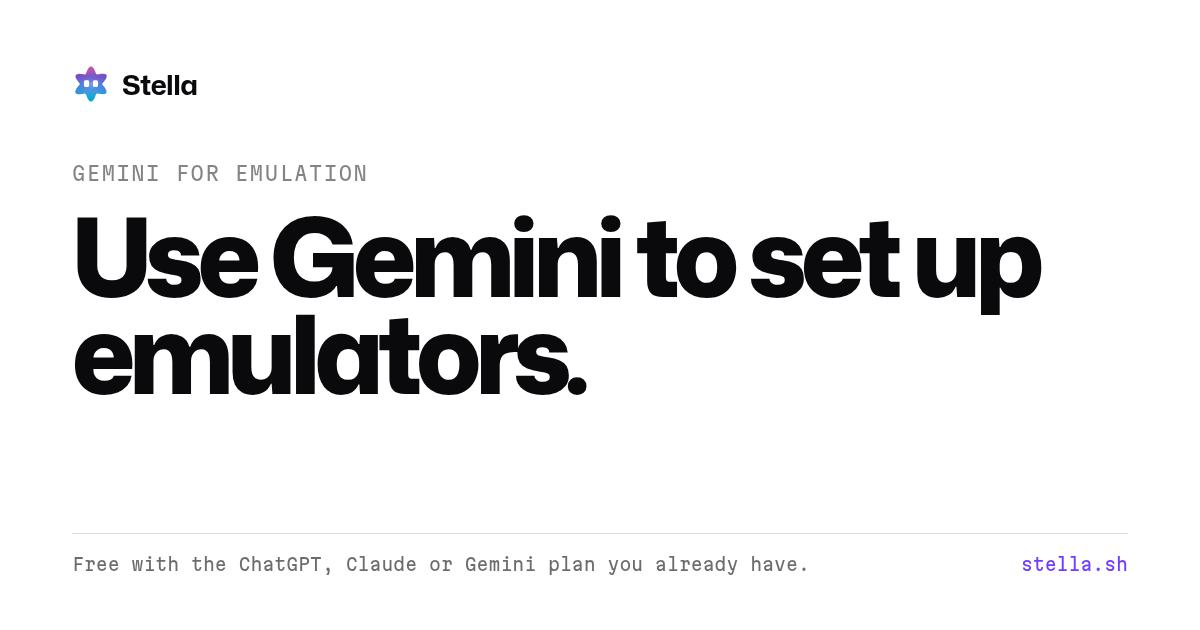 Stella
GEMINI FOR EMULATION
Use Gemini to set up
emulators.
Free with the ChatGPT, Claude or Gemini plan you already have.
stella.sh